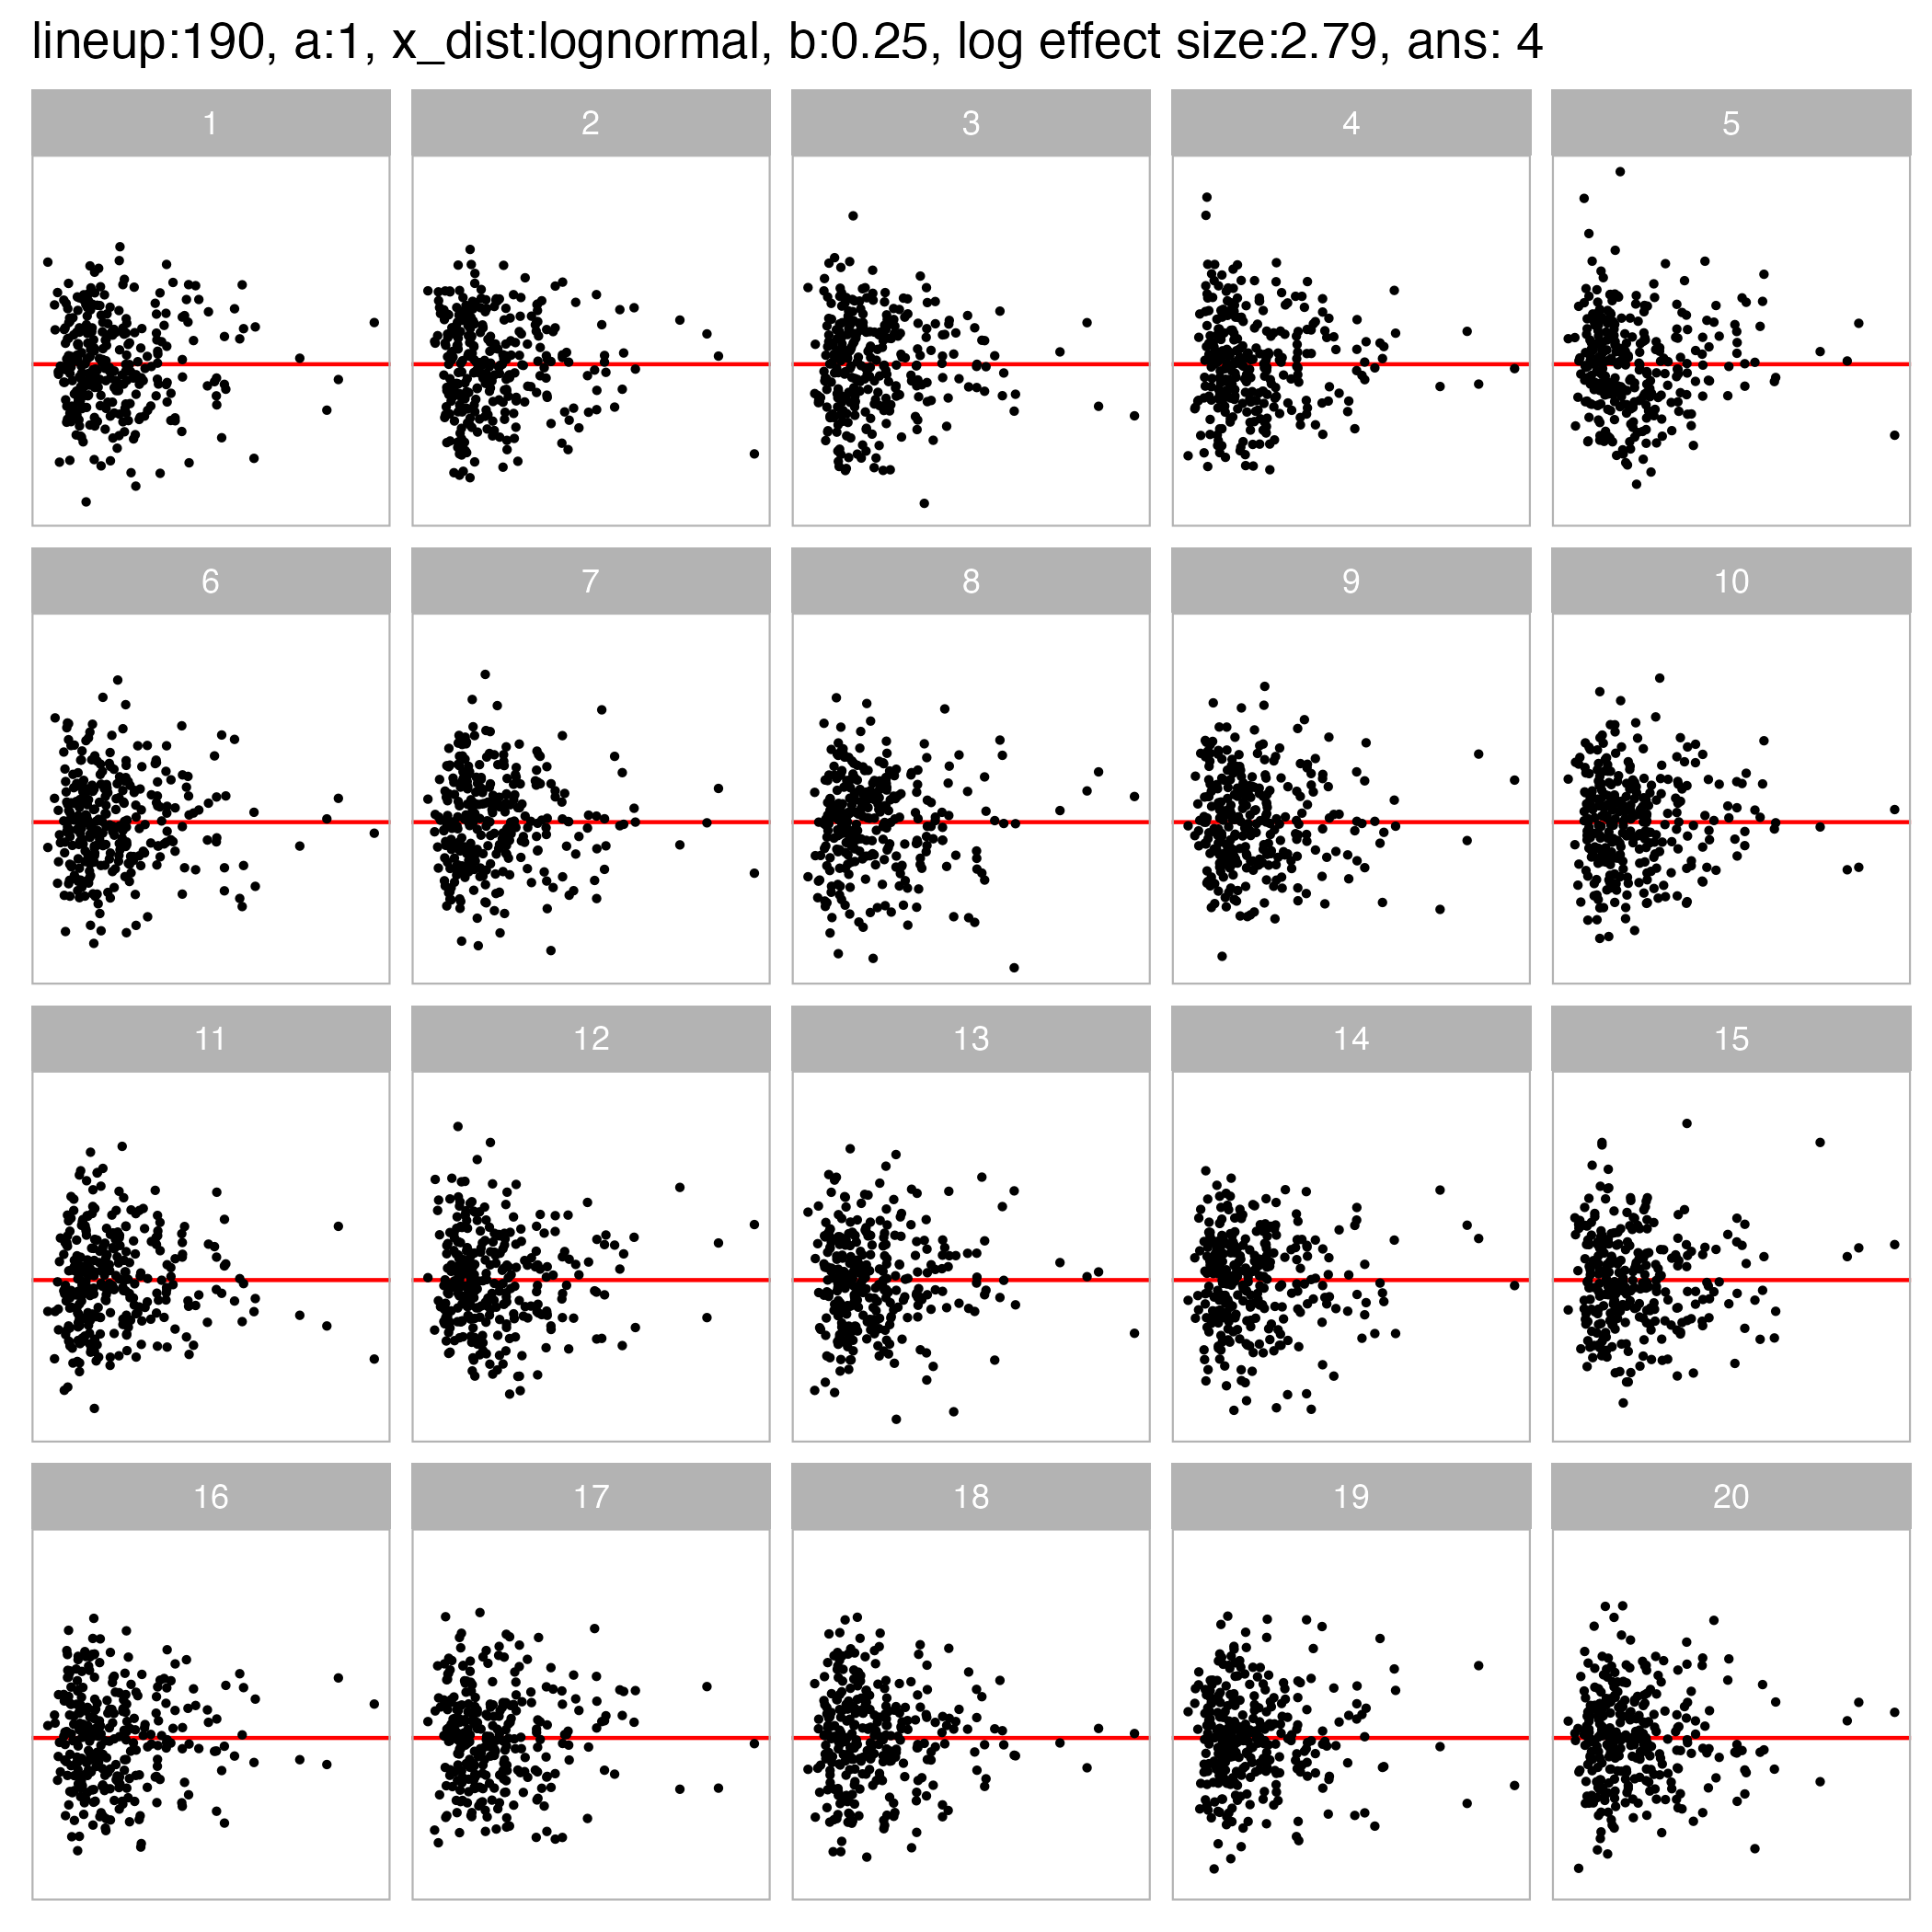 lineup:190, a:1, x_dist:lognormal, b:0.25, log effect size:2.79, ans: 4
1 2 3 4 5
6 7 8 9 10
11 12 13 14 15
16 17 18 19 20